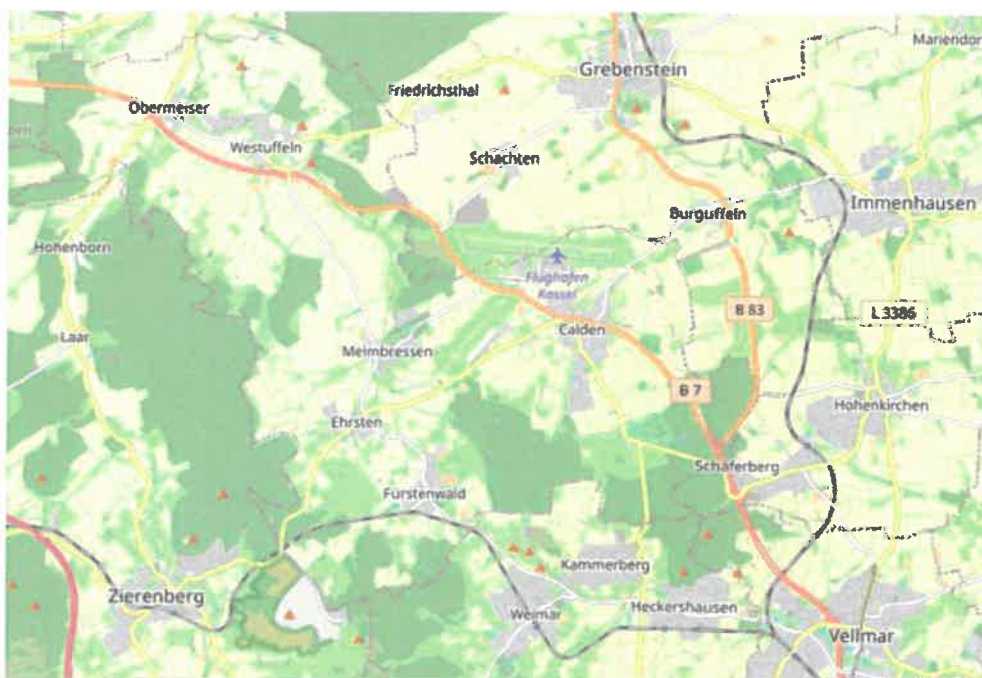 Mariendorf
Grebenstein
Friedrichsthal
Obermeiser
Westuffeln
Schachten
Immenhausen
Burguffeln
Hohenborn
Flughafen
Kassel
B 83
L 3386
Calden
Laar
Meimbressen
B 7
Hohenkirchen
Ehrsten
Schäferberg
Fürstenwald
Kammerberg
Zierenberg
Weimar
Heckershausen
Vellmar